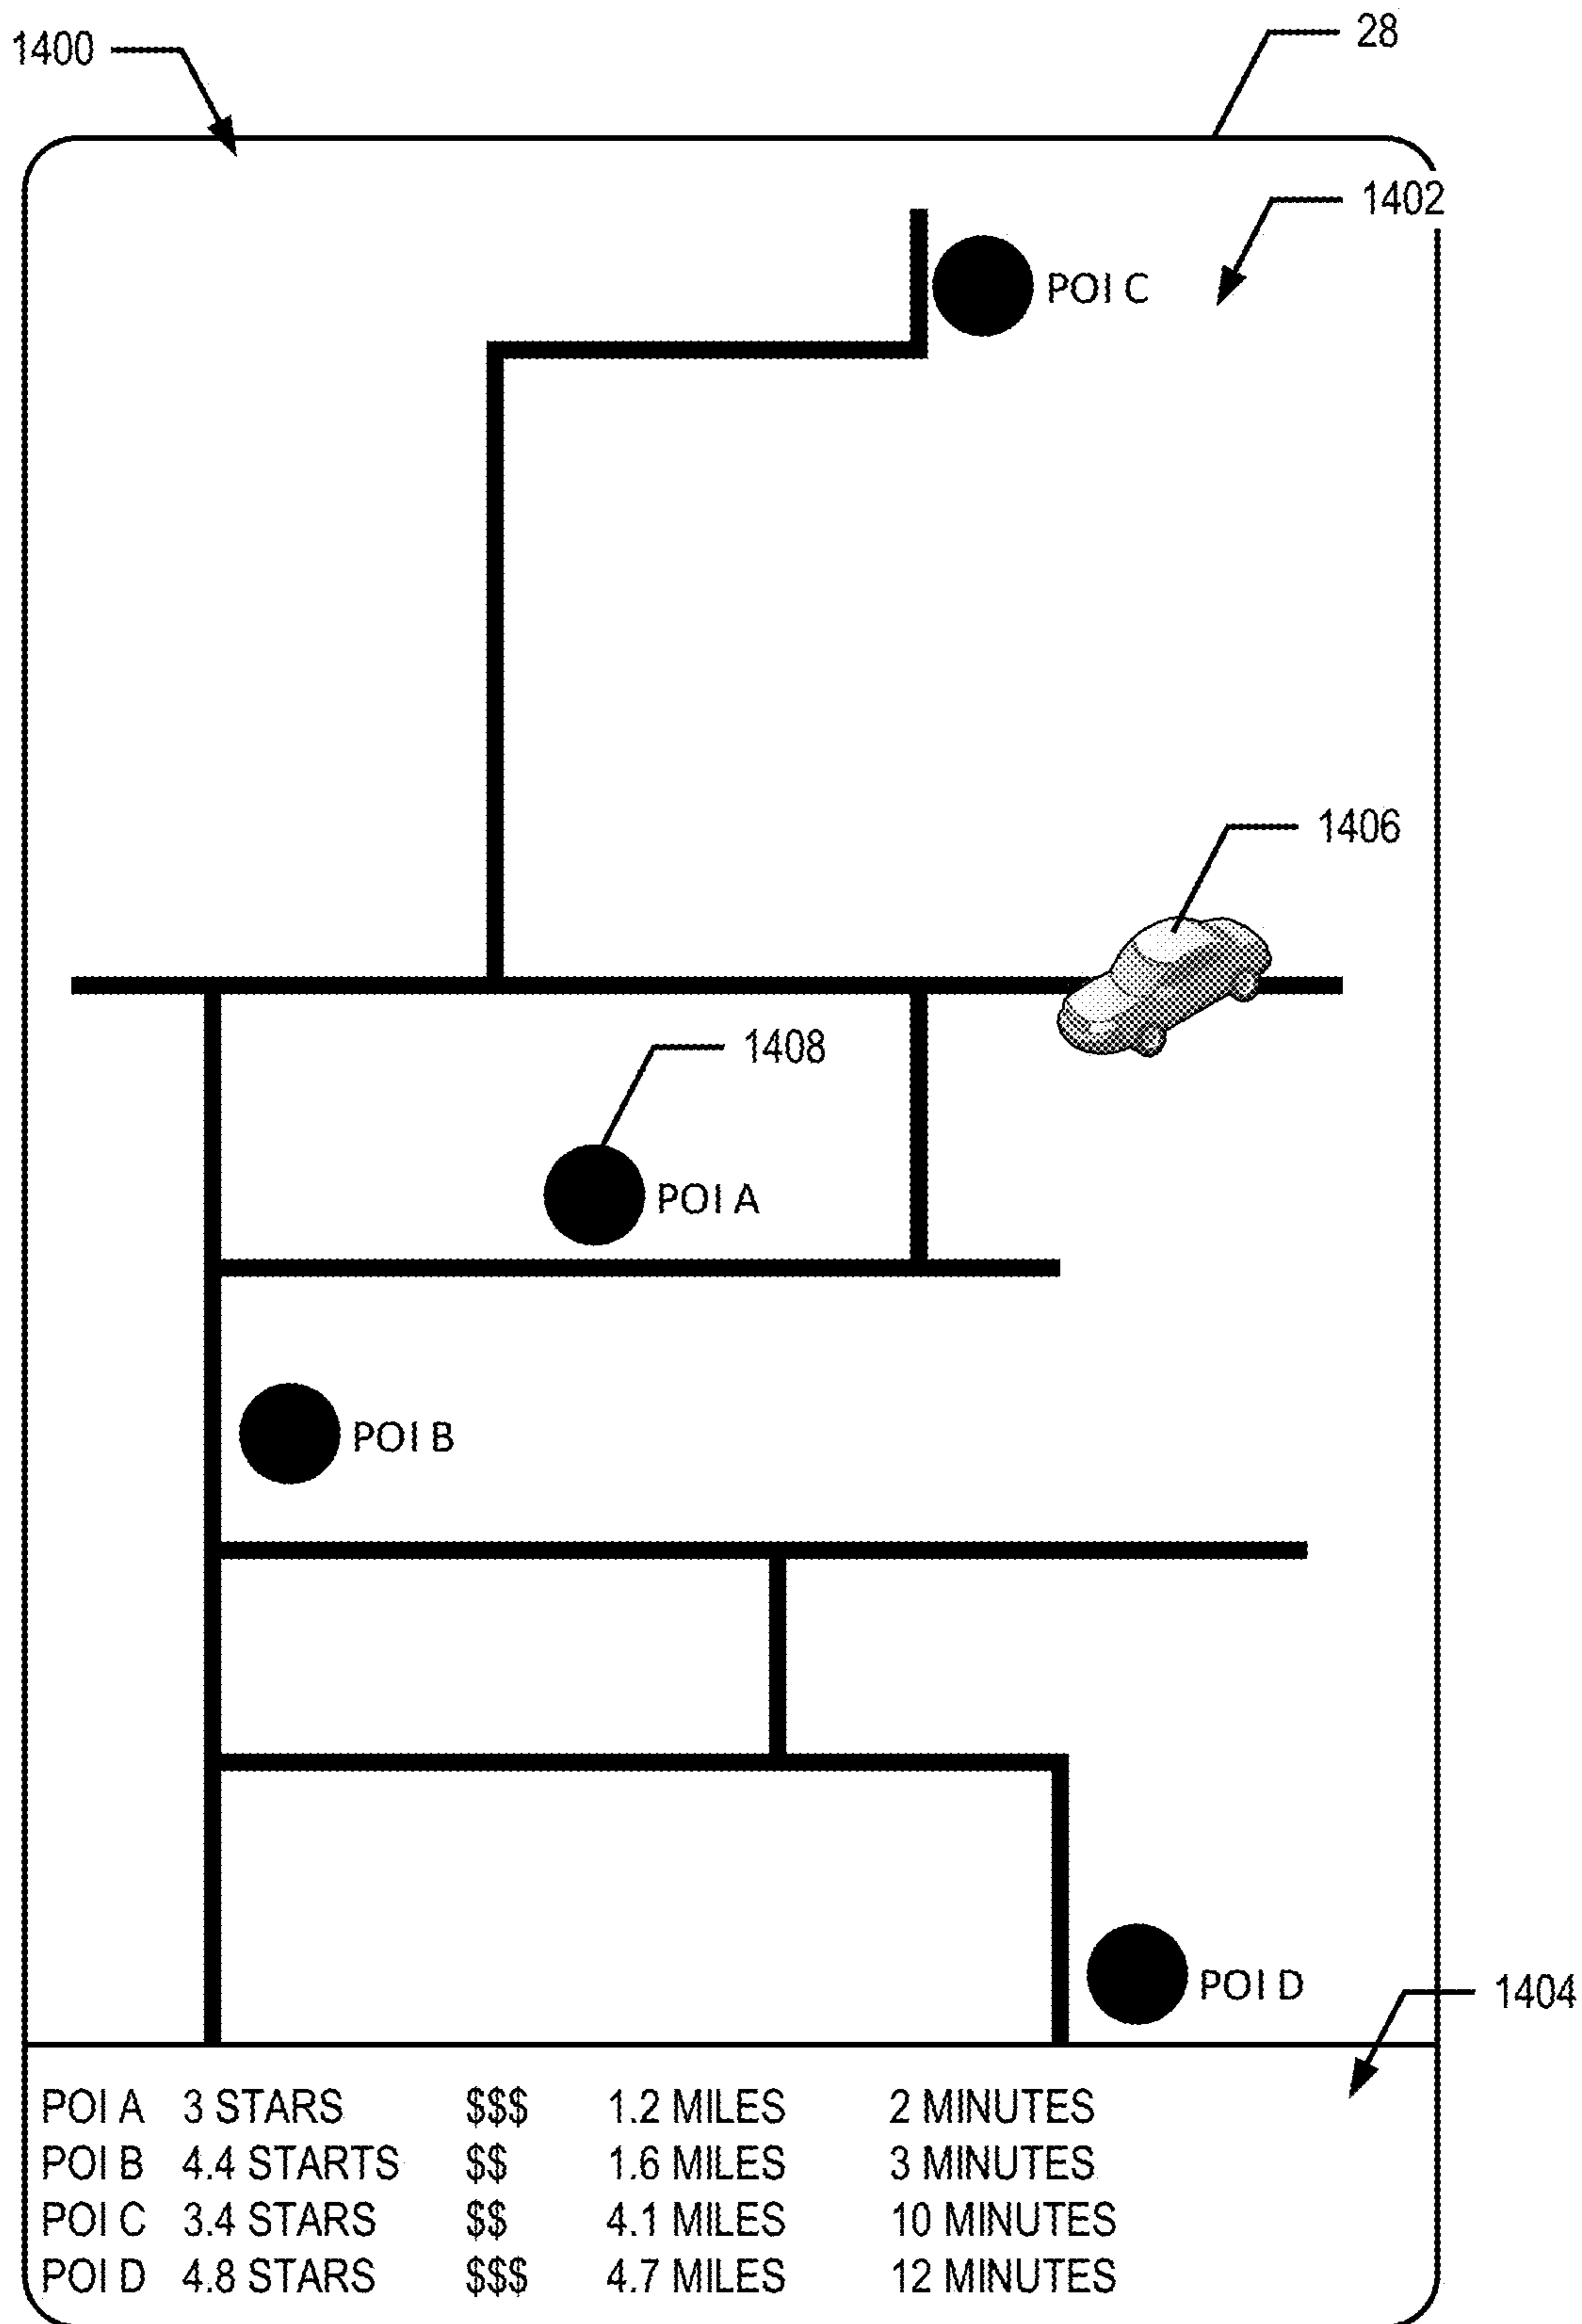 28
1400
1402
POI C
1406
1408
POI A
POI B
POI D
1404
POI A 3 STARS $$$ 1.2 MILES 2 MINUTES
POI B 4.4 STARTS $$ 1.6 MILES 3 MINUTES
POI C 3.4 STARS $$ 4.1 MILES 10 MINUTES
POI D 4.8 STARS $$$ 4.7 MILES 12 MINUTES